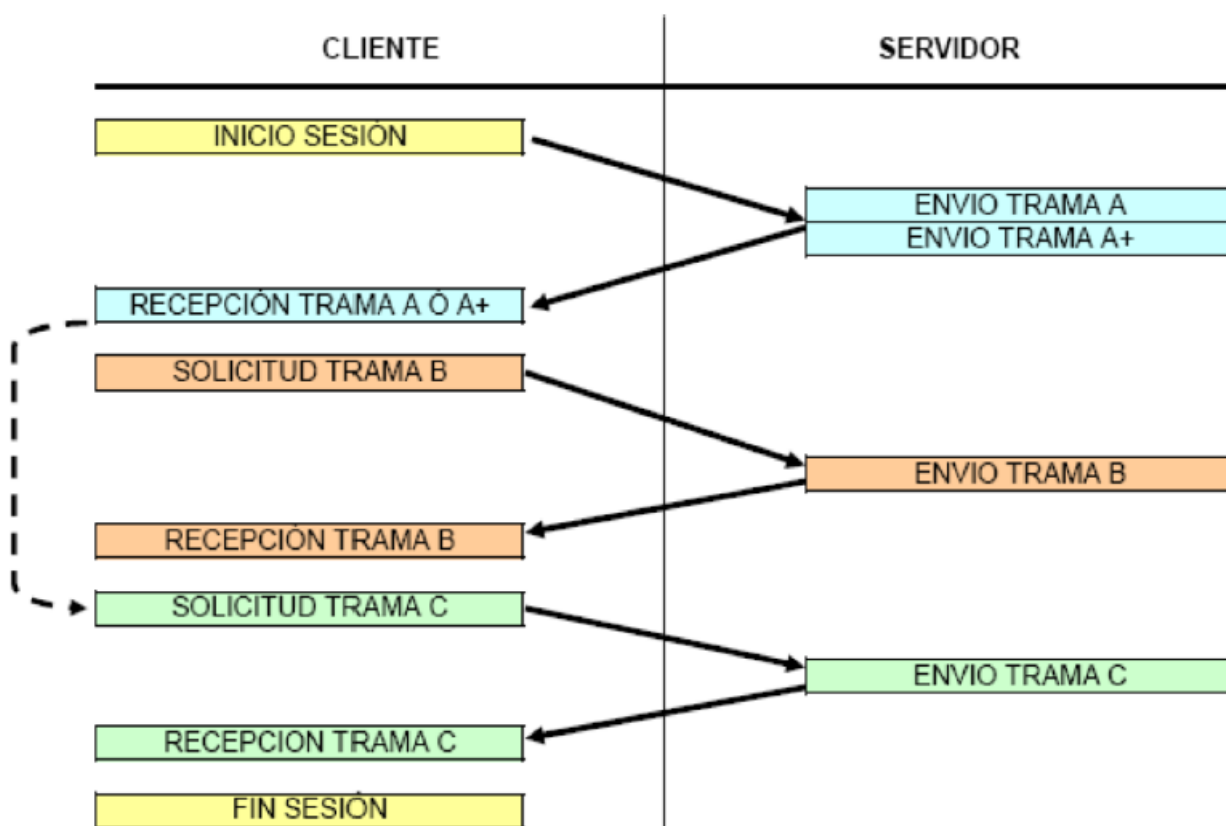 CLIENTE
SERVIDOR
INICIO SESIÓN
ENVIO TRAMA A
ENVIO TRAMA A+
RECEPCIÓN TRAMA A Ó A+
SOLICITUD TRAMA B
ENVIO TRAMA B
RECEPCIÓN TRAMA B
SOLICITUD TRAMA C
ENVIO TRAMA C
RECEPCION TRAMA C
FIN SESIÓN